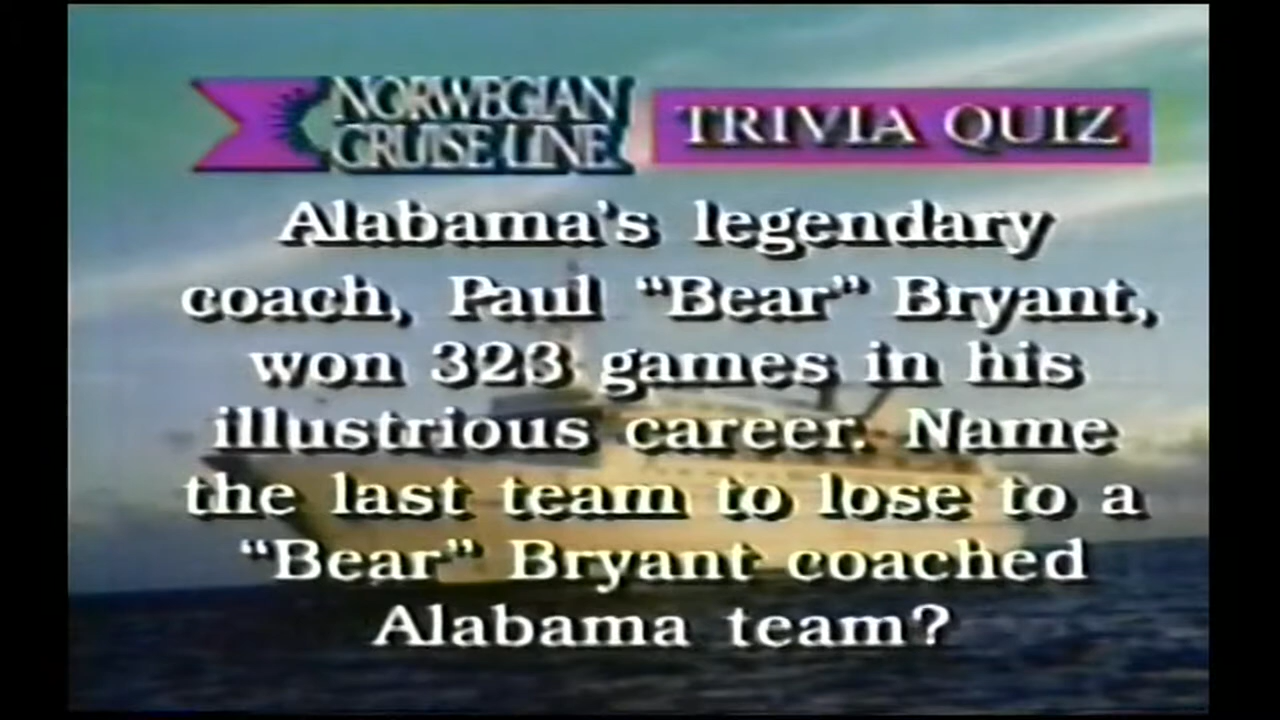 NORWEGIAN
CRUISE LINE
TRIVIA QUIZ
Alabama's legendary
coach, Paul “Bear” Bryant,
won 323 games in his
illustrious career. Name
the last team to lose to a
“Bear” Bryant coached
Alabama team?